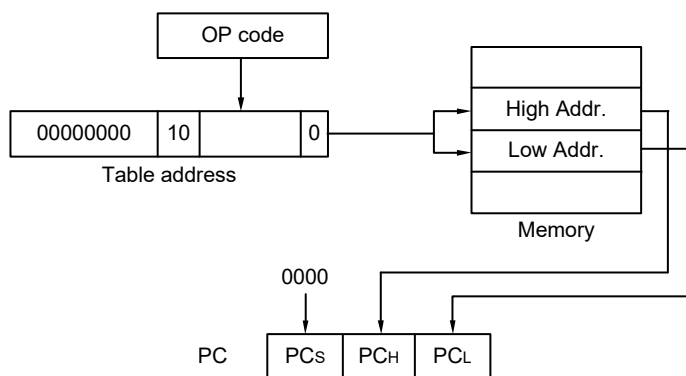 OP code
High Addr.
00000000 10 0
Low Addr.
Table address
Memory
0000
PC PCS PCH PCL